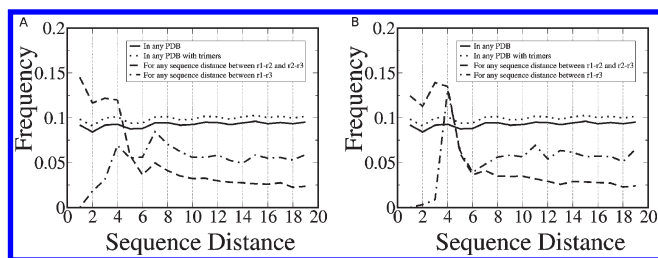 A
In any PDB
In any PDB with trimers
For any sequence distance between r1-r2 and r2-r3
For any sequence distance between r1-r3
Frequency
0.2
0.15
0.1
0.05
0
0 2 4 6 8 10 12 14 16 18 20
Sequence Distance
B
In any PDB
In any PDB with trimers
For any sequence distance between r1-r2 and r2-r3
For any sequence distance between r1-r3
Frequency
0.2
0.15
0.1
0.05
0
0 2 4 6 8 10 12 14 16 18 20
Sequence Distance